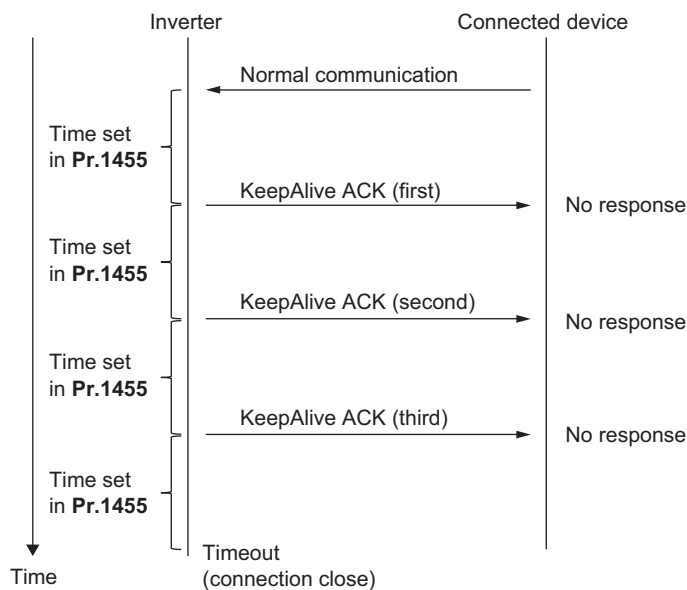 Inverter
Connected device
Normal communication
Time set
in Pr.1455
KeepAlive ACK (first)
No response
Time set
in Pr.1455
KeepAlive ACK (second)
No response
Time set
in Pr.1455
KeepAlive ACK (third)
No response
Time set
in Pr.1455
Timeout
(connection close)
Time